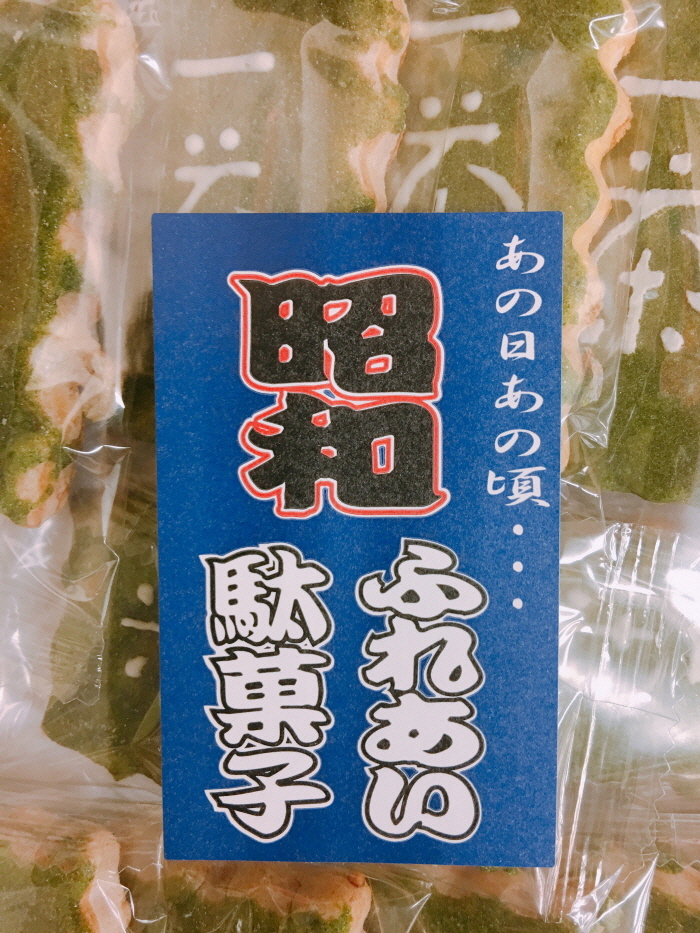 あの日あの頃・・・
昭和
ふれあい
駄菓子